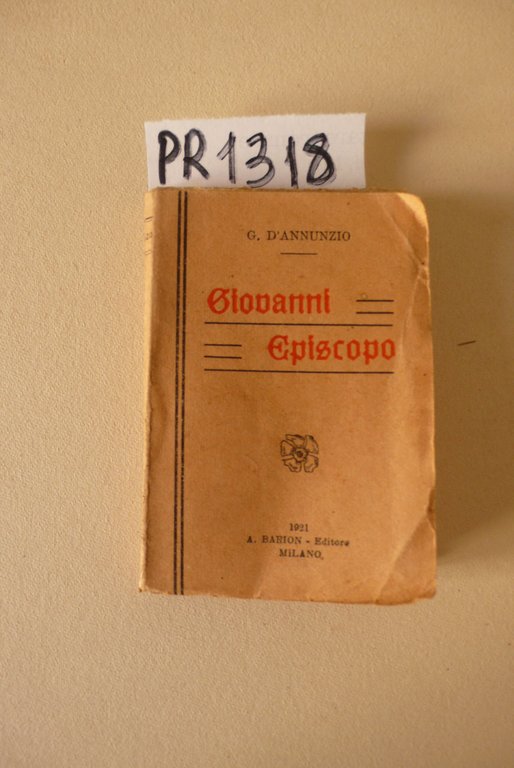 PR1318
G. D'ANNUNZIO
Giovanni
Episcopo
1921
A. BARION - Editore
MILANO